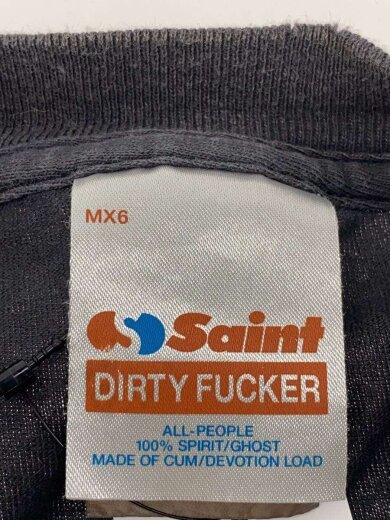 MX6
Saint
DIRTY FUCKER
ALL-PEOPLE
100% SPIRIT/GHOST
MADE OF CUM/DEVOTION LOAD